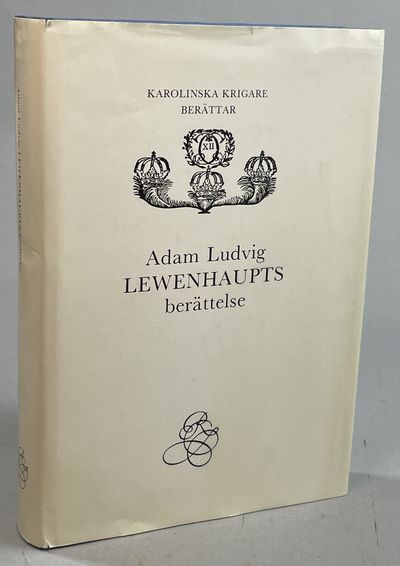 KAROLINSKA KRIGARE
BERÄTTAR
XII
Adam Ludvig
LEWENHAUPTS
berättelse
Adam Ludvig LEWENHAUPTS berättelse